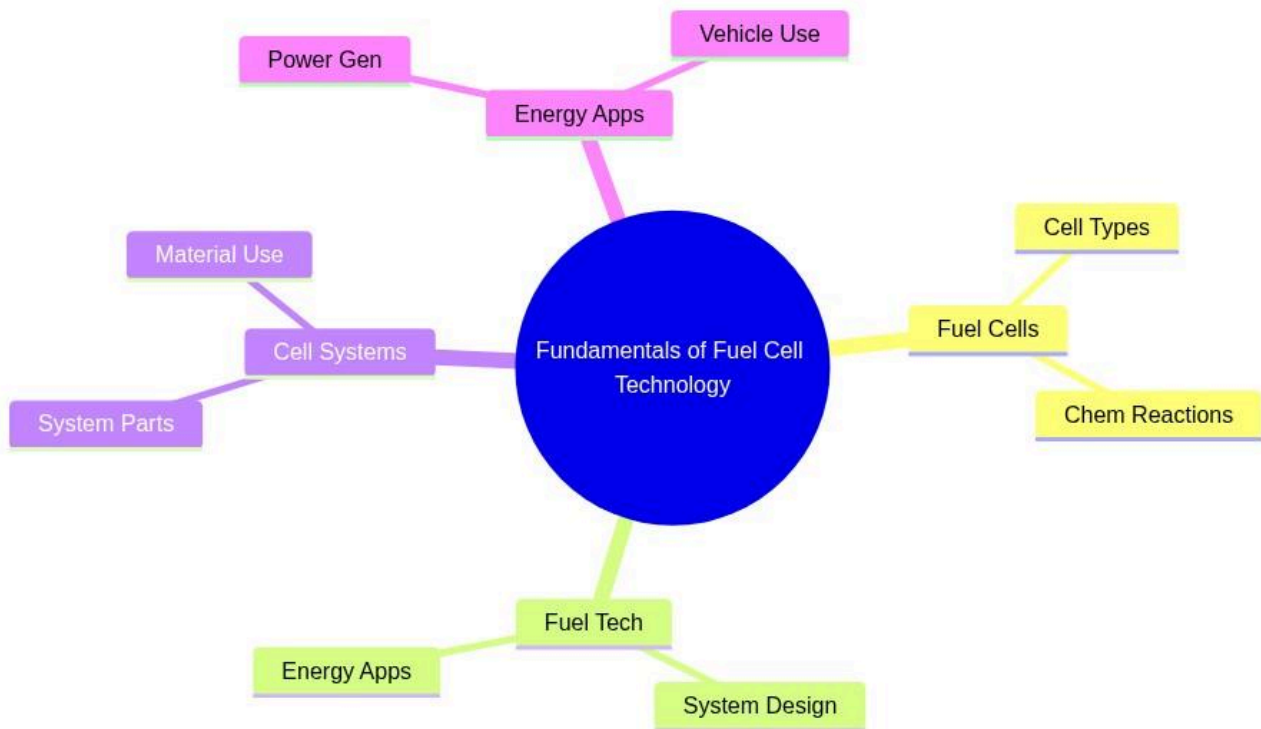 Vehicle Use
Power Gen
Energy Apps
Cell Types
Material Use
Fuel Cells
Cell Systems
Fundamentals of Fuel Cell
Technology
Chem Reactions
System Parts
Fuel Tech
Energy Apps
System Design